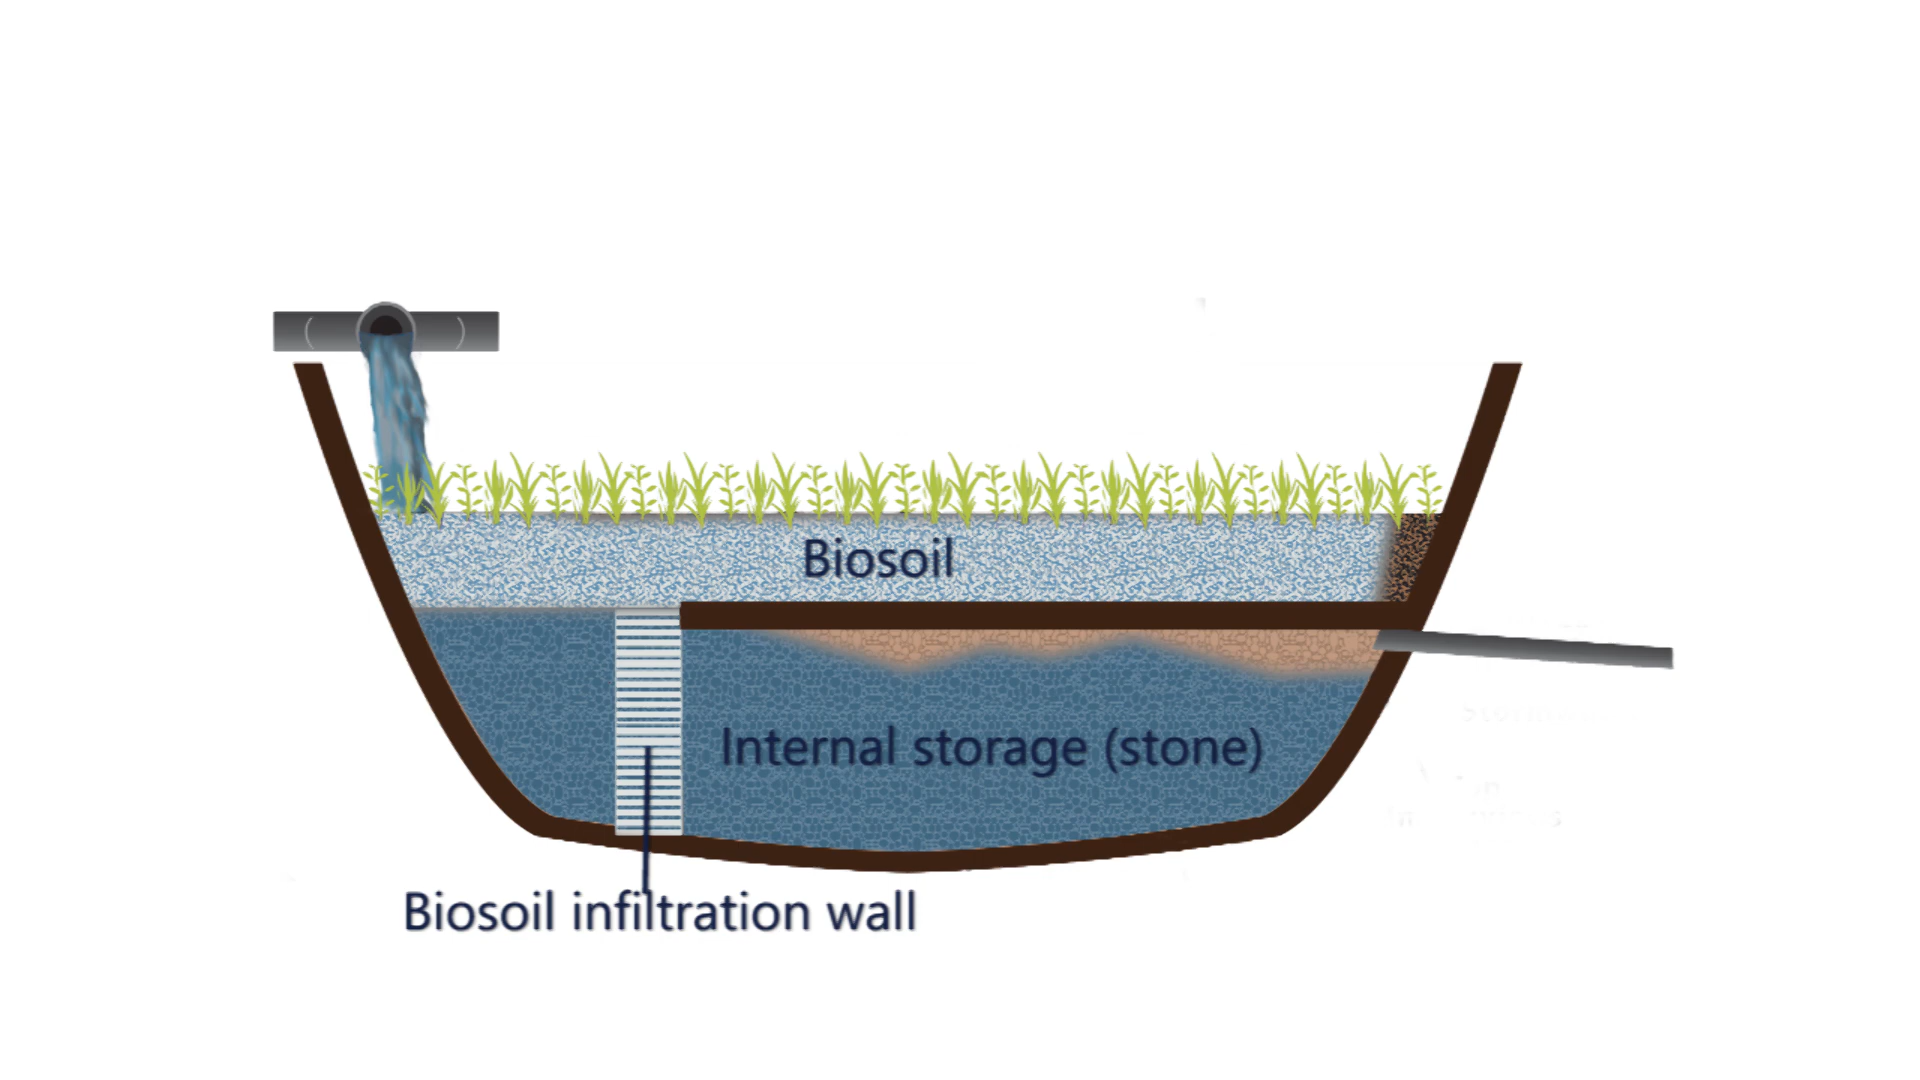 Biosoil
Internal storage (stone)
Biosoil infiltration wall